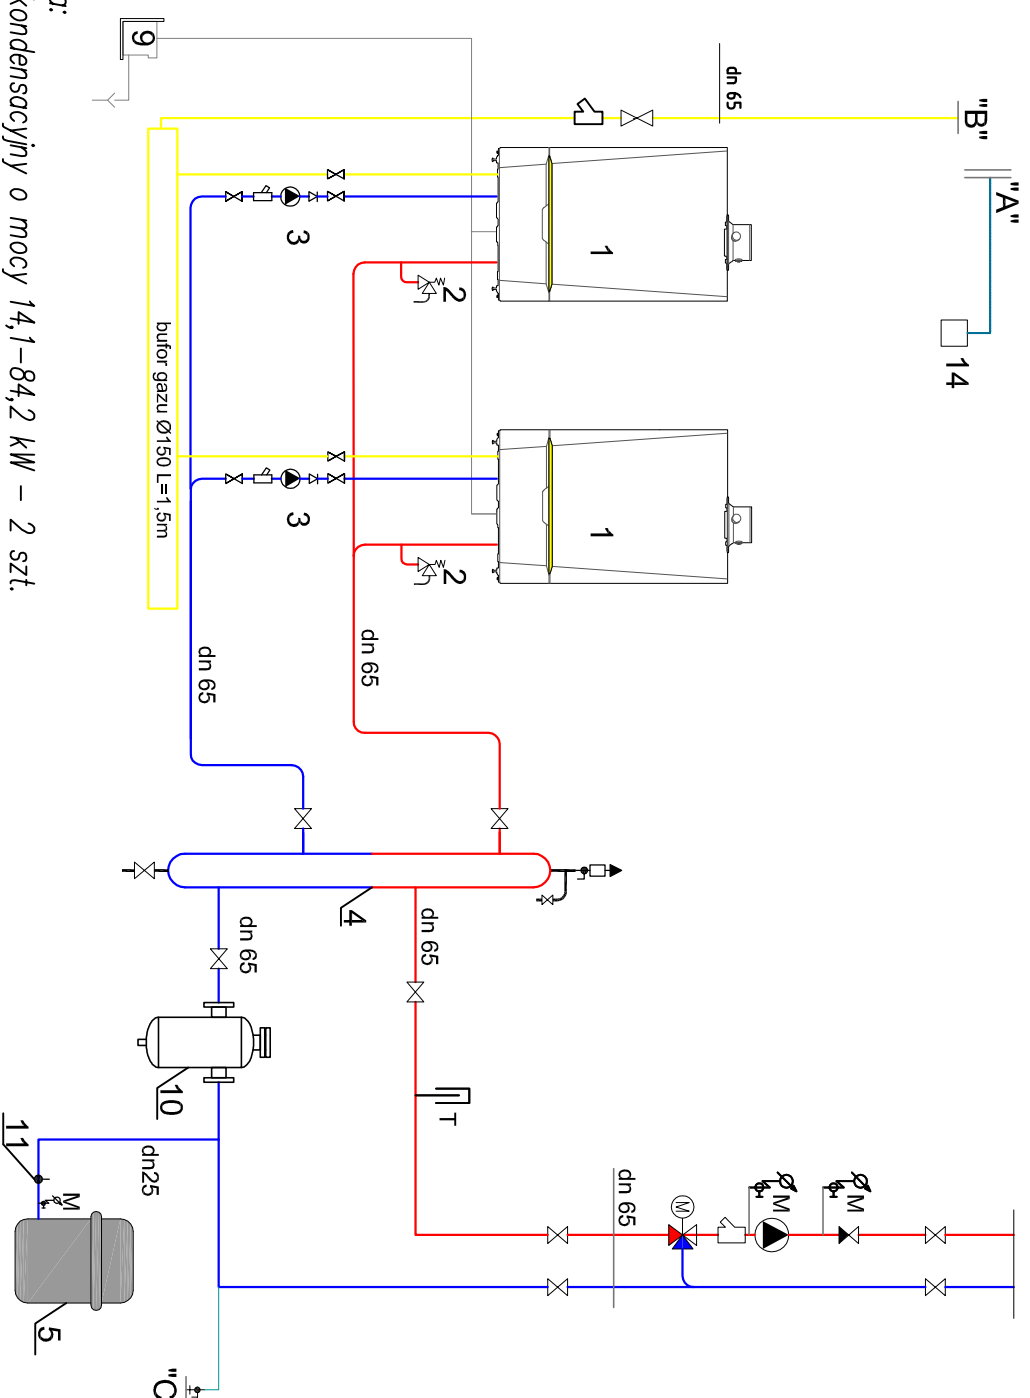 "A"
14
"B"
dn 65
1
1
2
2
3
3
9
bufor gazu Ø150 L=1,5m
dn 65
dn 65
4
dn 65
dn 65
10
T
dn 65
M
M
M
11
dn25
M
5
"C
a:
kondensacyjny o mocy 14,1–84,2 kW – 2 szt.